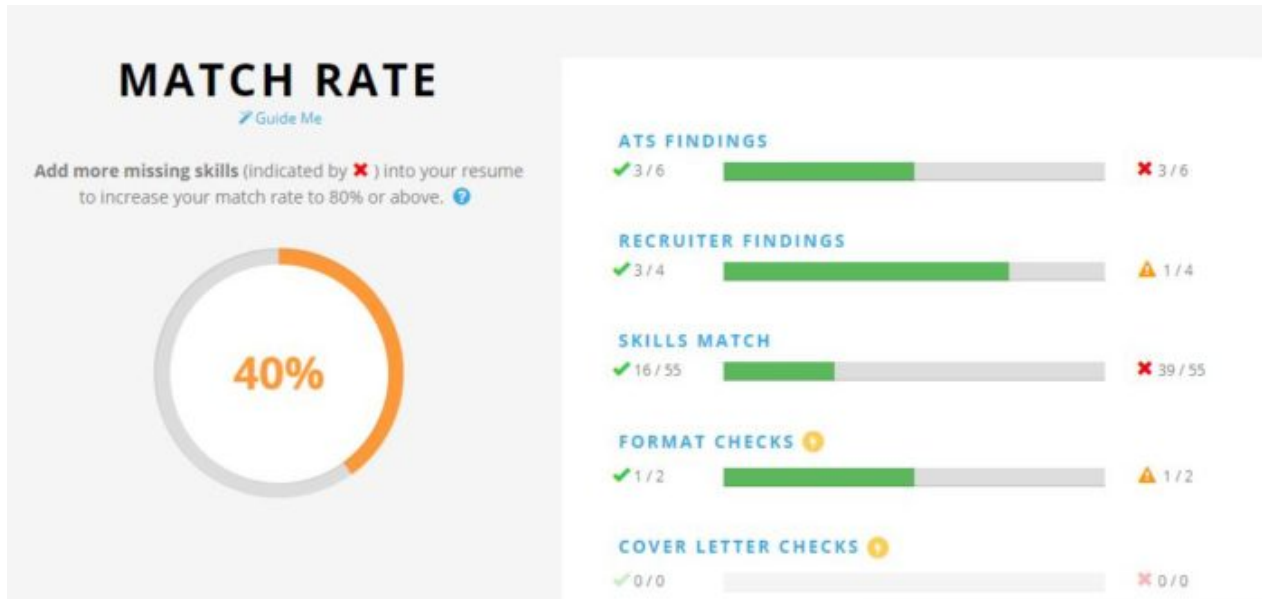 MATCH RATE
Guide Me
Add more missing skills (indicated by ✖ ) into your resume
to increase your match rate to 80% or above. ?
40%
ATS FINDINGS
✔ 3 / 6 ✖ 3 / 6
RECRUITER FINDINGS
✔ 3 / 4 1 / 4
SKILLS MATCH
✔ 16 / 55 ✖ 39 / 55
FORMAT CHECKS
✔ 1 / 2 1 / 2
COVER LETTER CHECKS
✔ 0 / 0 ✖ 0 / 0